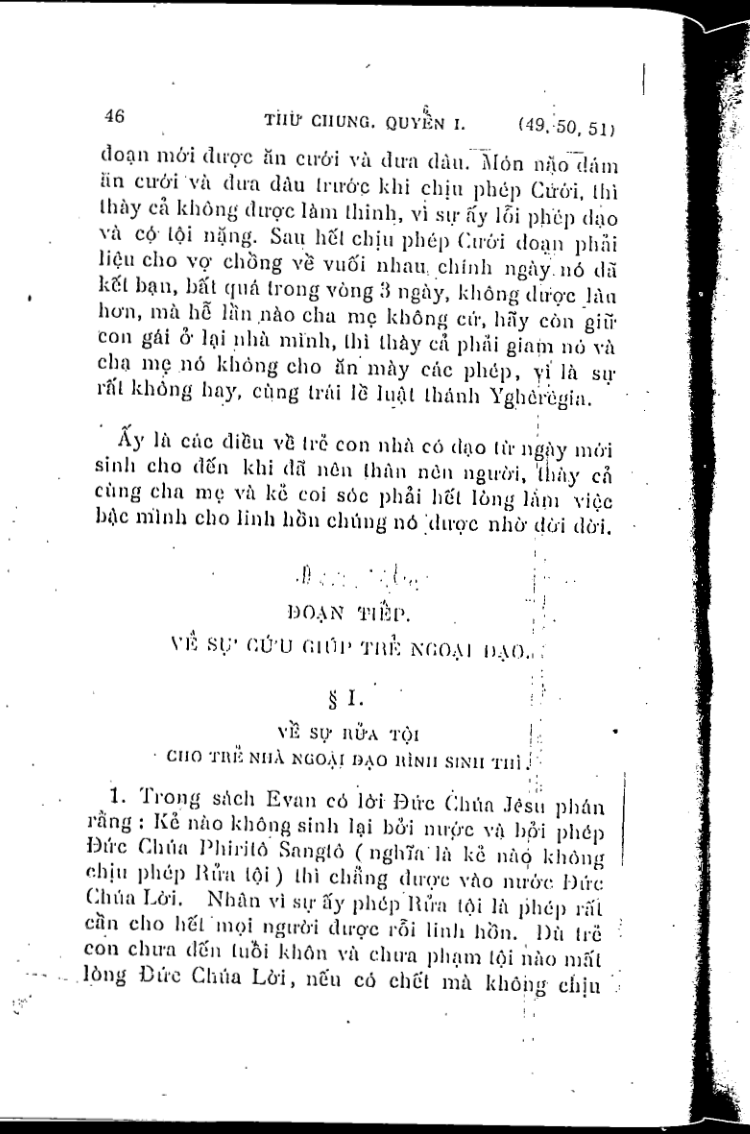 46 THƯ CHUNG. QUYỂN I. (49, 50, 51)
đoạn mới được ăn cưới và đưa dâu. Món nào dám
ăn cưới và đưa dâu trước khi chịu phép Cưới, thì
thày cả không được làm thinh, vì sự ấy lỗi phép đạo
và có tội nặng. Sau hết chịu phép Cưới đoạn phải
liệu cho vợ chồng về vuối nhau chính ngày nó đã
kết bạn, bất quá trong vòng 3 ngày, không được lâu
hơn, mà hễ lần nào cha mẹ không cứ, hãy còn giữ
con gái ở lại nhà mình, thì thày cả phải giam nó và
cha mẹ nó không cho ăn mày các phép, vì là sự
rất không hay, cùng trái lề luật thánh Ygherêgia.
Ấy là các điều về trẻ con nhà có đạo từ ngày mới
sinh cho đến khi đã nên thân nên người, thày cả
cùng cha mẹ và kẻ coi sóc phải hết lòng làm việc
bậc mình cho linh hồn chúng nó được nhờ đời đời.
ĐOẠN TIẾP.
VỀ SỰ CỨU GIÚP TRẺ NGOẠI ĐẠO.
§ I.
VỀ SỰ RỬA TỘI
CHO TRẺ NHÀ NGOẠI ĐẠO RÌNH SINH THÌ.
1. Trong sách Evan có lời Đức Chúa Jêsu phán
rằng : Kẻ nào không sinh lại bởi nước và bởi phép
Đức Chúa Phiritô Sangtô ( nghĩa là kẻ nào không
chịu phép Rửa tội ) thì chẳng được vào nước Đức
Chúa Lời. Nhân vì sự ấy phép Rửa tội là phép rất
cần cho hết mọi người được rỗi linh hồn. Dù trẻ
con chưa đến tuổi khôn và chưa phạm tội nào mất
lòng Đức Chúa Lời, nếu có chết mà không chịu